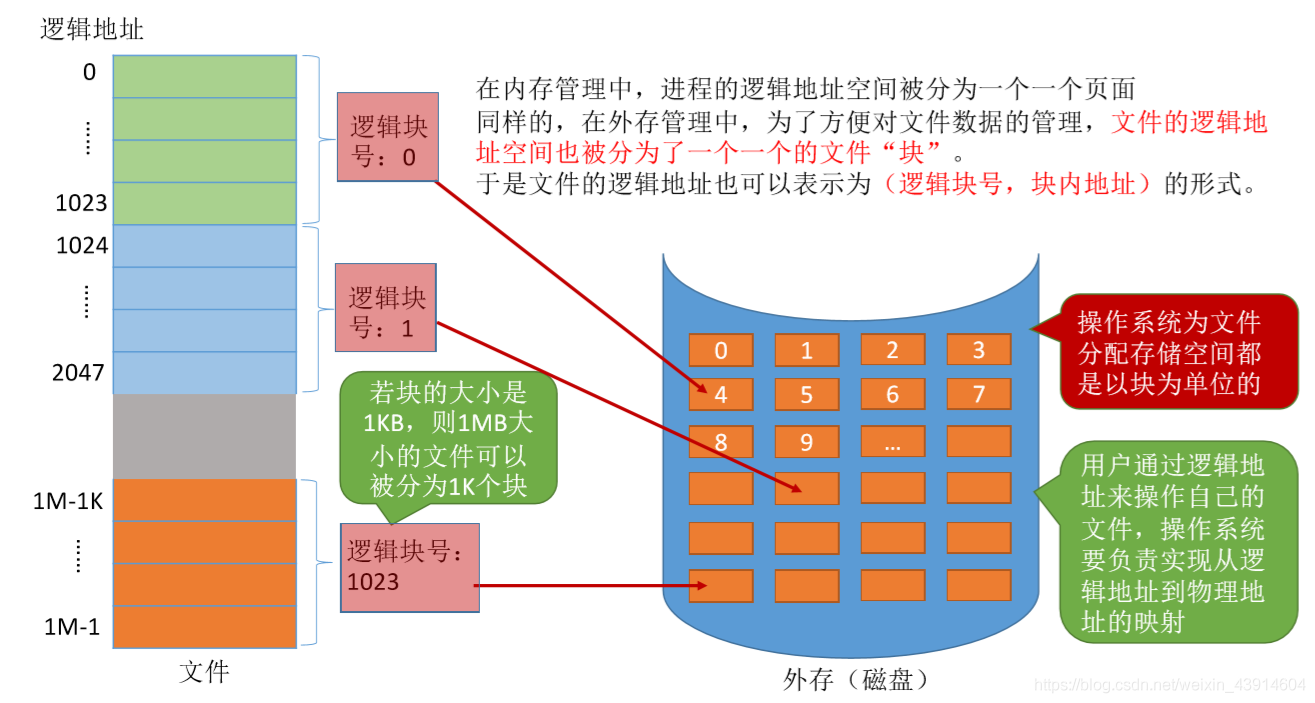 逻辑地址
0
……
1023
1024
……
2047
1M-1K
……
1M-1
文件
逻辑块
号：0
逻辑块
号：1
若块的大小是
1KB，则1MB大
小的文件可以
被分为1K个块
逻辑块号：
1023
在内存管理中，进程的逻辑地址空间被分为一个一个页面
同样的，在外存管理中，为了方便对文件数据的管理，文件的逻辑地
址空间也被分为了一个一个的文件“块”。
于是文件的逻辑地址也可以表示为（逻辑块号，块内地址）的形式。
0 1 2 3
4 5 6 7
8 9 …
外存（磁盘）
操作系统为文件
分配存储空间都
是以块为单位的
用户通过逻辑地
址来操作自己的
文件，操作系统
要负责实现从逻
辑地址到物理地
址的映射
https://blog.csdn.net/weixin_43914604